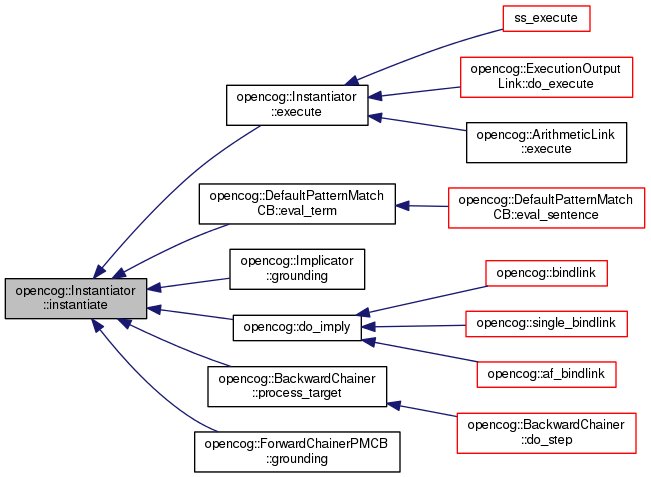 ss_execute
opencog::ExecutionOutput
Link::do_execute
opencog::Instantiator
::execute
opencog::ArithmeticLink
::execute
opencog::DefaultPatternMatch
CB::eval_term
opencog::DefaultPatternMatch
CB::eval_sentence
opencog::Implicator
::grounding
opencog::bindlink
opencog::Instantiator
::instantiate
opencog::do_imply
opencog::single_bindlink
opencog::af_bindlink
opencog::BackwardChainer
::process_target
opencog::BackwardChainer
::do_step
opencog::ForwardChainerPMCB
::grounding